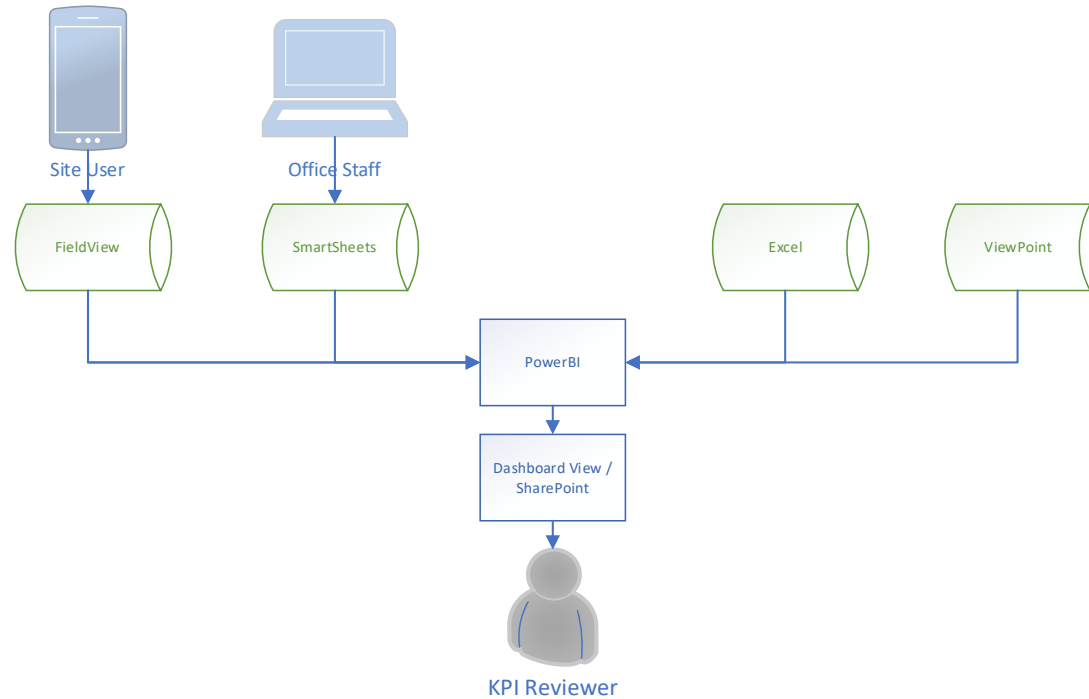 Site User
Office Staff
FieldView
SmartSheets
Excel
ViewPoint
PowerBI
Dashboard View /
SharePoint
KPI Reviewer